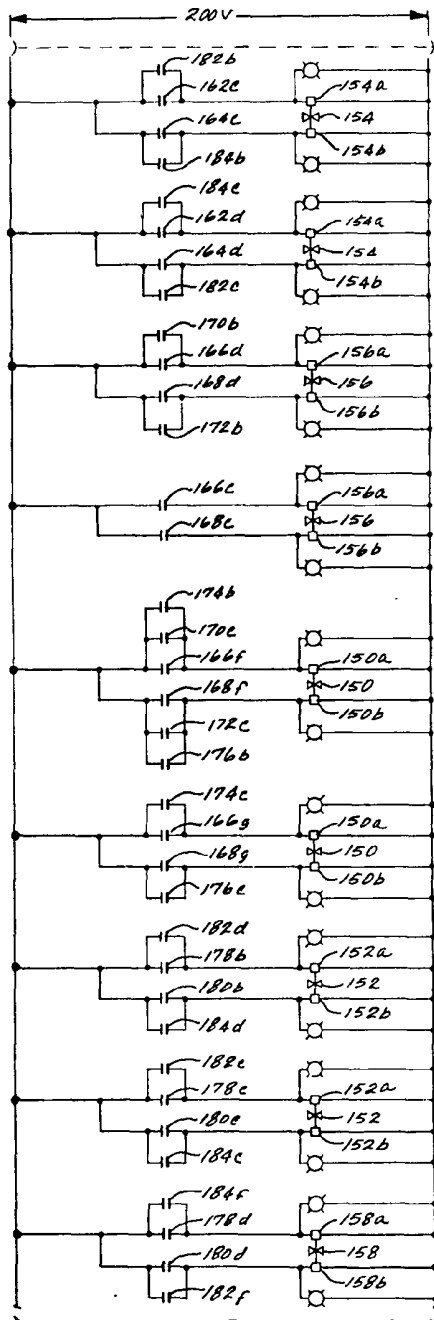 200V
182b
162c
154a
164c
154
184b
154b
184c
162d
154a
164d
154
182c
154b
170b
166d
156a
168d
156
172b
156b
166c
156a
168c
156
156b
174b
170c
166f
150a
168f
150
172c
150b
176b
174c
166g
150a
168g
150
176c
150b
182d
178b
152a
180b
152
184d
152b
182e
178c
152a
180c
152
184e
152b
184f
178d
158a
180d
158
182f
158b